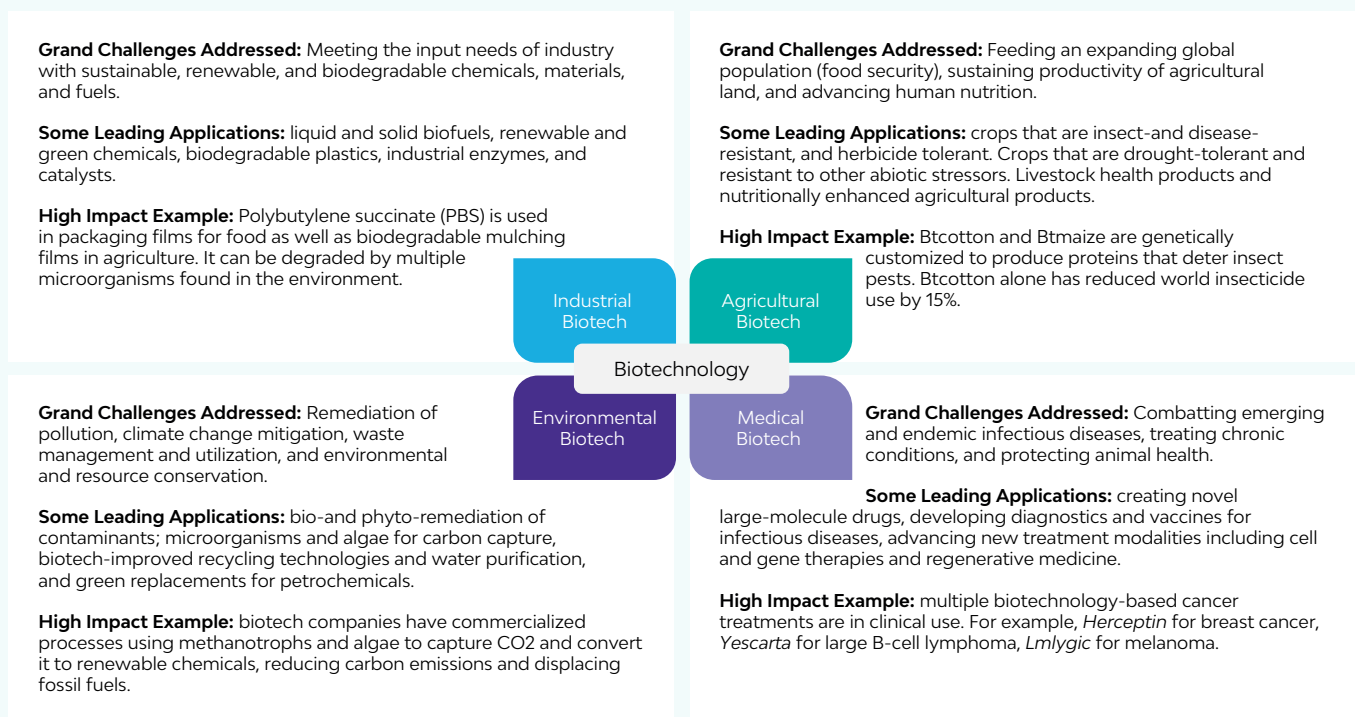 Grand Challenges Addressed: Meeting the input needs of industry
with sustainable, renewable, and biodegradable chemicals, materials,
and fuels.
Some Leading Applications: liquid and solid biofuels, renewable and
green chemicals, biodegradable plastics, industrial enzymes, and
catalysts.
High Impact Example: Polybutylene succinate (PBS) is used
in packaging films for food as well as biodegradable mulching
films in agriculture. It can be degraded by multiple
microorganisms found in the environment.
Grand Challenges Addressed: Feeding an expanding global
population (food security), sustaining productivity of agricultural
land, and advancing human nutrition.
Some Leading Applications: crops that are insect-and disease-
resistant, and herbicide tolerant. Crops that are drought-tolerant and
resistant to other abiotic stressors. Livestock health products and
nutritionally enhanced agricultural products.
High Impact Example: Btcotton and Btmaize are genetically
customized to produce proteins that deter insect
pests. Btcotton alone has reduced world insecticide
use by 15%.
Industrial
Biotech
Agricultural
Biotech
Biotechnology
Environmental
Biotech
Medical
Biotech
Grand Challenges Addressed: Remediation of
pollution, climate change mitigation, waste
management and utilization, and environmental
and resource conservation.
Some Leading Applications: bio-and phyto-remediation of
contaminants; microorganisms and algae for carbon capture,
biotech-improved recycling technologies and water purification,
and green replacements for petrochemicals.
High Impact Example: biotech companies have commercialized
processes using methanotrophs and algae to capture CO2 and convert
it to renewable chemicals, reducing carbon emissions and displacing
fossil fuels.
Grand Challenges Addressed: Combatting emerging
and endemic infectious diseases, treating chronic
conditions, and protecting animal health.
Some Leading Applications: creating novel
large-molecule drugs, developing diagnostics and vaccines for
infectious diseases, advancing new treatment modalities including cell
and gene therapies and regenerative medicine.
High Impact Example: multiple biotechnology-based cancer
treatments are in clinical use. For example, Herceptin for breast cancer,
Yescarta for large B-cell lymphoma, Lmlygic for melanoma.